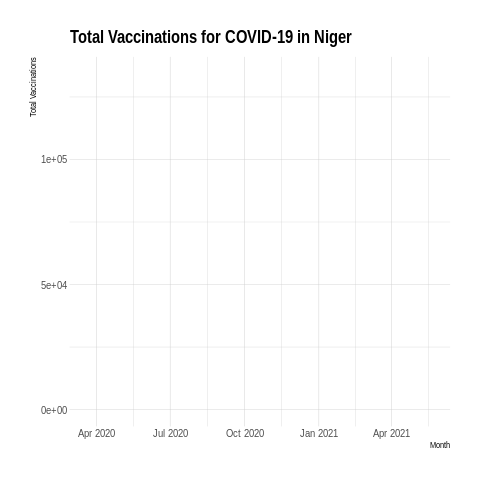 Total Vaccinations for COVID-19 in Niger
Total Vaccinations
1e+05
5e+04
0e+00
Apr 2020 Jul 2020 Oct 2020 Jan 2021 Apr 2021
Month